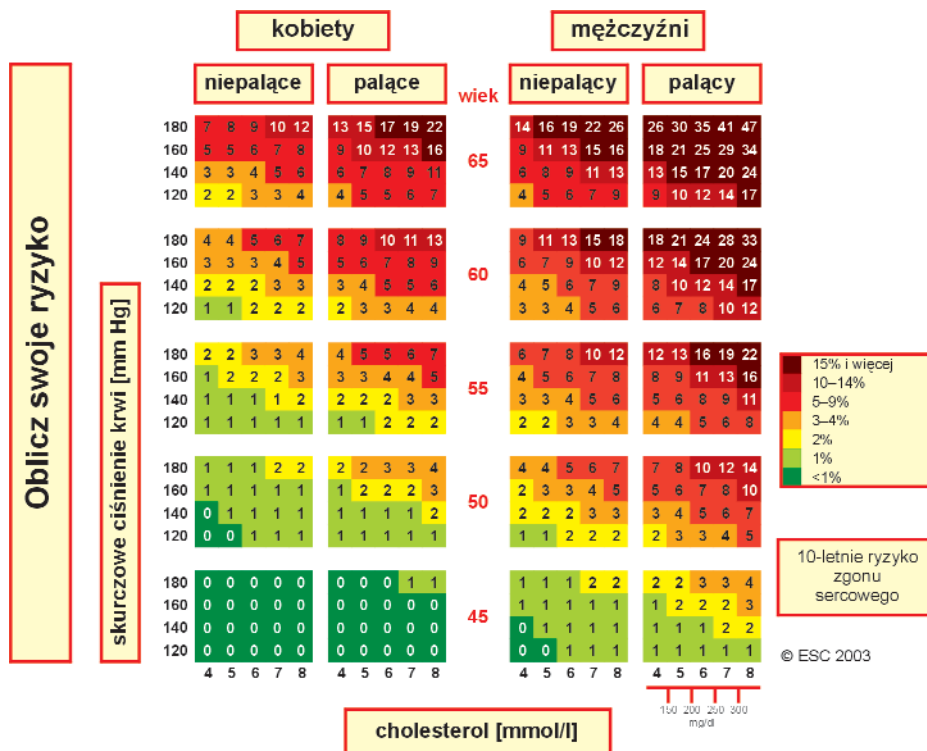 kobiety mężczyźni
niepalące palące wiek niepalący palący
180 7 8 9 10 12 13 15 17 19 22 14 16 19 22 26 26 30 35 41 47
160 5 5 6 7 8 9 10 12 13 16 65 9 11 13 15 16 18 21 25 29 34
140 3 3 4 5 6 6 7 8 9 11 6 8 9 11 13 13 15 17 20 24
120 2 2 3 3 4 4 5 5 6 7 4 5 6 7 9 9 10 12 14 17
180 4 4 5 6 7 8 9 10 11 13 9 11 13 15 18 18 21 24 28 33
160 3 3 3 4 5 5 6 7 8 9 60 6 7 9 10 12 12 14 17 20 24
140 2 2 2 3 3 3 4 5 5 6 4 5 6 7 9 8 10 12 14 17
120 1 1 2 2 2 2 3 3 4 4 3 3 4 5 6 6 7 8 10 12
180 2 2 3 3 4 4 5 5 6 7 6 7 8 10 12 12 13 16 19 22
160 1 2 2 2 3 3 3 4 4 5 55 4 5 6 7 8 8 9 11 13 16
140 1 1 1 1 2 2 2 2 3 3 3 3 4 5 6 5 6 8 9 11
120 1 1 1 1 1 1 1 2 2 2 2 2 3 3 4 4 4 5 6 8
180 1 1 1 2 2 2 2 3 3 4 4 4 5 6 7 7 8 10 12 14
160 1 1 1 1 1 1 2 2 2 3 50 2 3 3 4 5 5 6 7 8 10
140 0 1 1 1 1 1 1 1 1 2 2 2 2 3 3 3 4 5 6 7
120 0 0 1 1 1 1 1 1 1 1 1 1 2 2 2 2 3 3 4 5
180 0 0 0 0 0 0 0 0 1 1 1 1 1 2 2 2 2 3 3 4
160 0 0 0 0 0 0 0 0 0 0 45 1 1 1 1 1 1 2 2 2 3
140 0 0 0 0 0 0 0 0 0 0 0 1 1 1 1 1 1 1 2 2
120 0 0 0 0 0 0 0 0 0 0 0 0 1 1 1 1 1 1 1 1
4 5 6 7 8 4 5 6 7 8 4 5 6 7 8 4 5 6 7 8
150 200 250 300
mg/dl
cholesterol [mmol/l]
Oblicz swoje ryzyko
skurczowe ciśnienie krwi [mm Hg]
15% i więcej
10–14%
5–9%
3–4%
2%
1%
<1%
10-letnie ryzyko
zgonu
sercowego
© ESC 2003